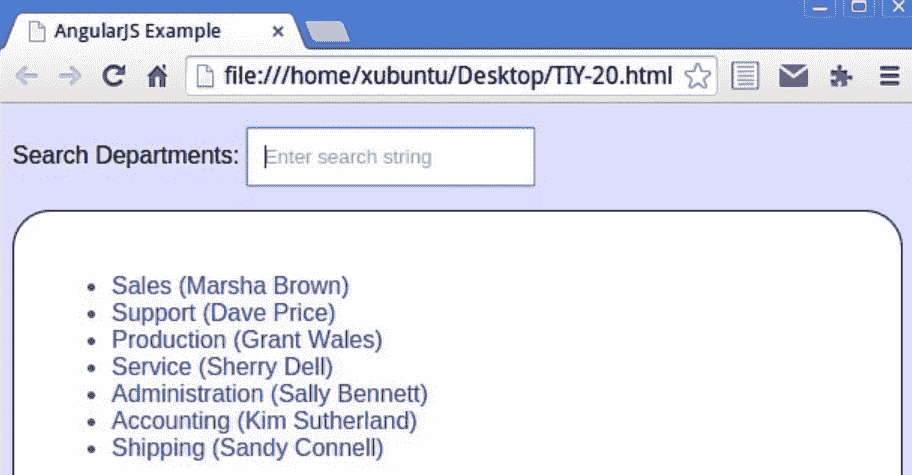 AngularJS Example
file:///home/xubuntu/Desktop/TIY-20.html
Search Departments: Enter search string
Sales (Marsha Brown)
Support (Dave Price)
Production (Grant Wales)
Service (Sherry Dell)
Administration (Sally Bennett)
Accounting (Kim Sutherland)
Shipping (Sandy Connell)